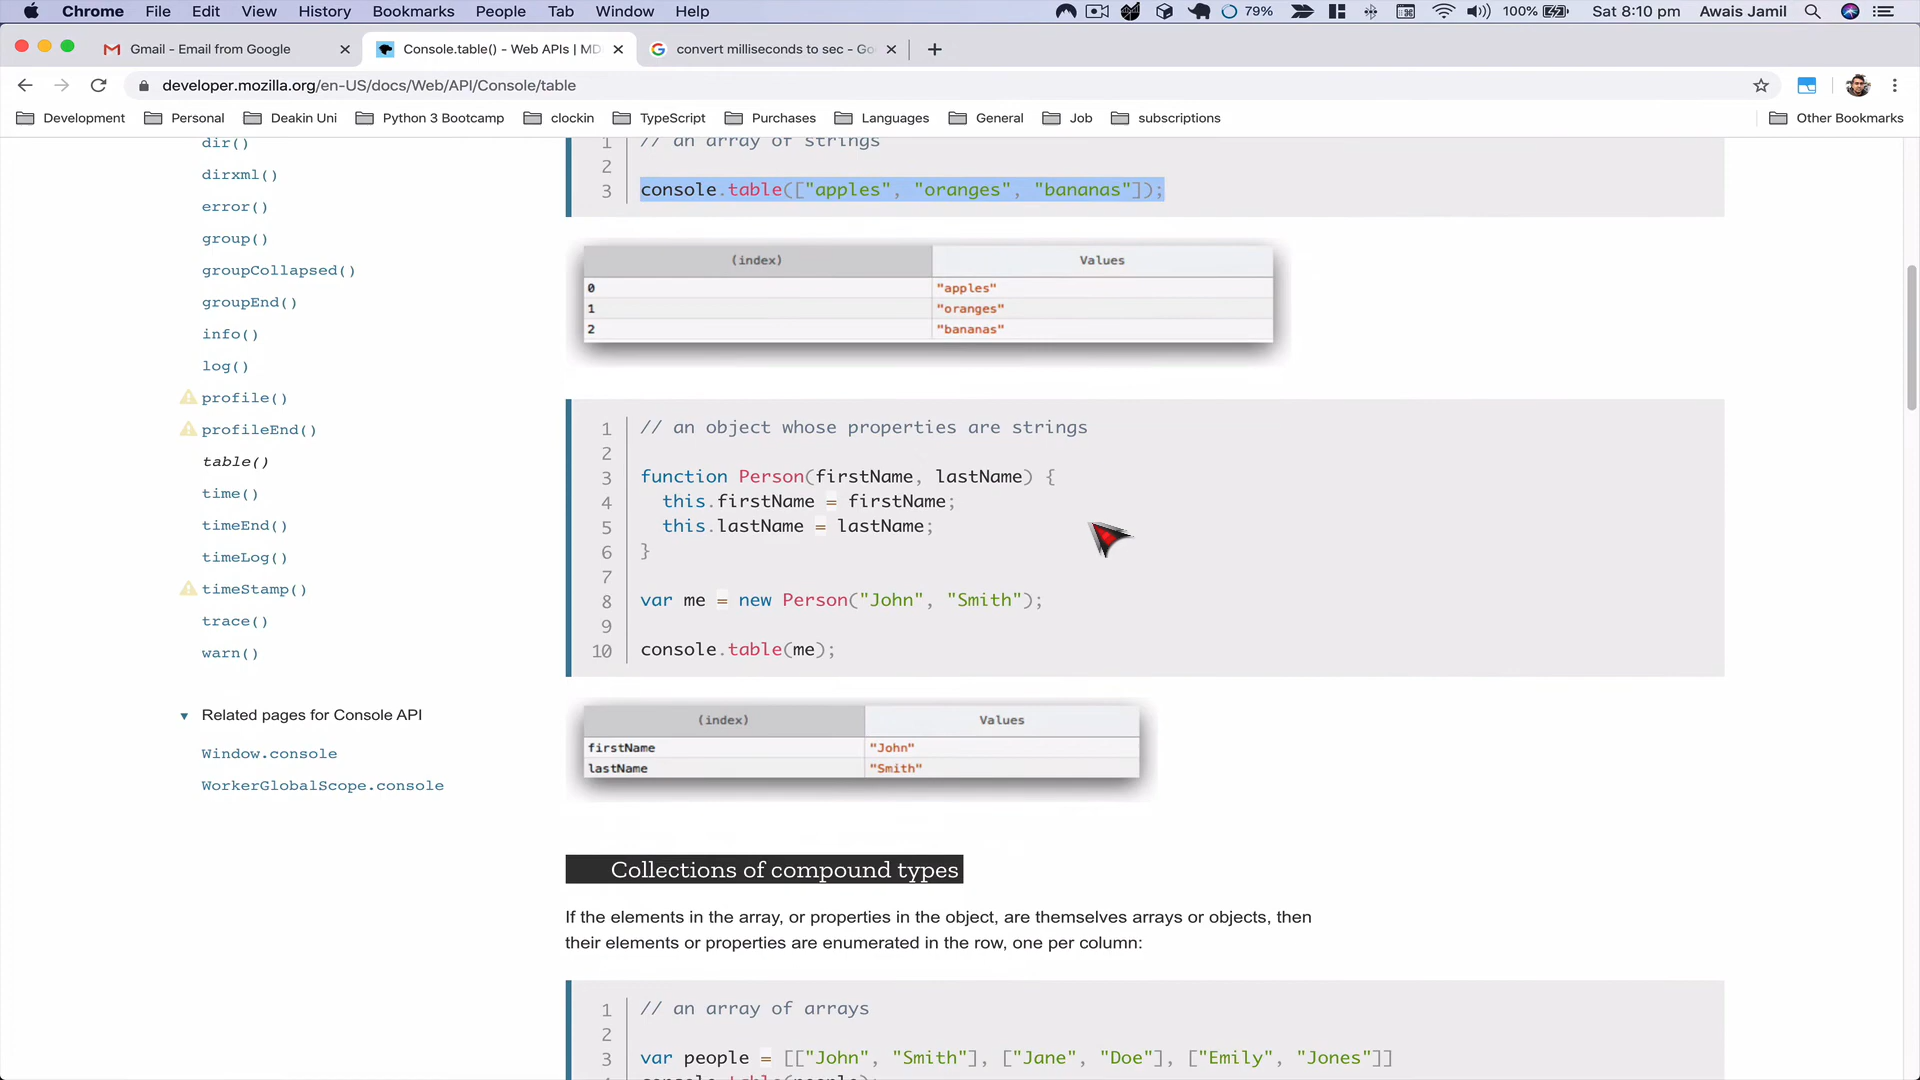 Chrome File Edit View History Bookmarks People Tab Window Help 79% 100% Sat 8:10 pm Awais Jamil
Gmail - Email from Google Console.table() - Web APIs | MD convert milliseconds to sec - Go
developer.mozilla.org/en-US/docs/Web/API/Console/table
Development Personal Deakin Uni Python 3 Bootcamp clockin TypeScript Purchases Languages General Job subscriptions Other Bookmarks
dir()
dirxml()
error()
group()
groupCollapsed()
groupEnd()
info()
log()
profile()
profileEnd()
table()
time()
timeEnd()
timeLog()
timeStamp()
trace()
warn()
Related pages for Console API
Window.console
WorkerGlobalScope.console
1 // an array of strings
2
3 console.table(["apples", "oranges", "bananas"]);
(index) Values
0 "apples"
1 "oranges"
2 "bananas"
1 // an object whose properties are strings
2
3 function Person(firstName, lastName) {
4 this.firstName = firstName;
5 this.lastName = lastName;
6 }
7
8 var me = new Person("John", "Smith");
9
10 console.table(me);
(index) Values
firstName "John"
lastName "Smith"
Collections of compound types
If the elements in the array, or properties in the object, are themselves arrays or objects, then
their elements or properties are enumerated in the row, one per column:
1 // an array of arrays
2
3 var people = [["John", "Smith"], ["Jane", "Doe"], ["Emily", "Jones"]]
4 console.table(people);